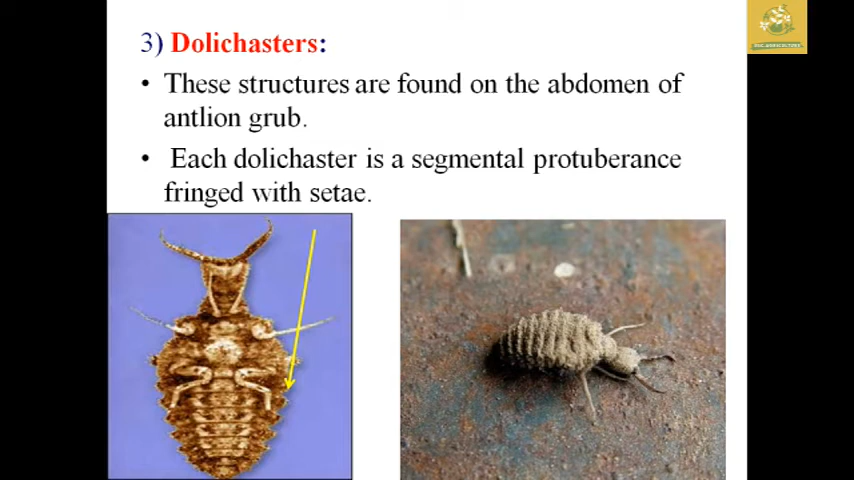 3) Dolichasters:
• These structures are found on the abdomen of
antlion grub.
• Each dolichaster is a segmental protuberance
fringed with setae.